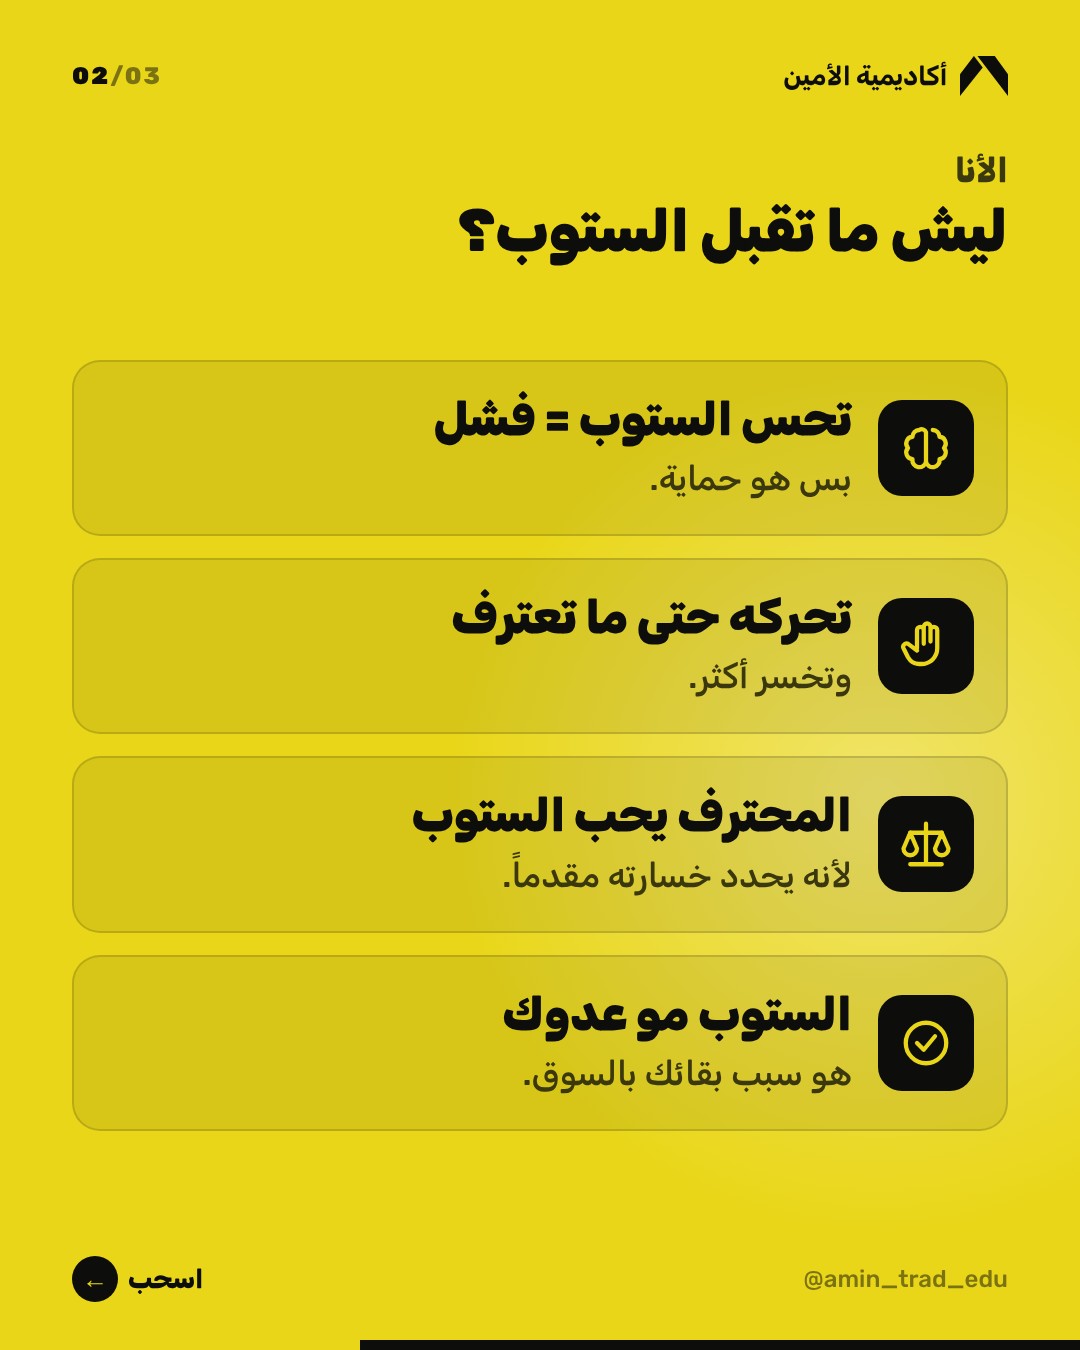 أكاديمية الأمين
02/03
الأنا
ليش ما تقبل الستوب؟
تحس الستوب = فشل
بس هو حماية.
تحركه حتى ما تعترف
وتخسر أكثر.
المحترف يحب الستوب
لأنه يحدد خسارته مقدماً.
الستوب مو عدوك
هو سبب بقائك بالسوق.
@amin_trad_edu
اسحب ←